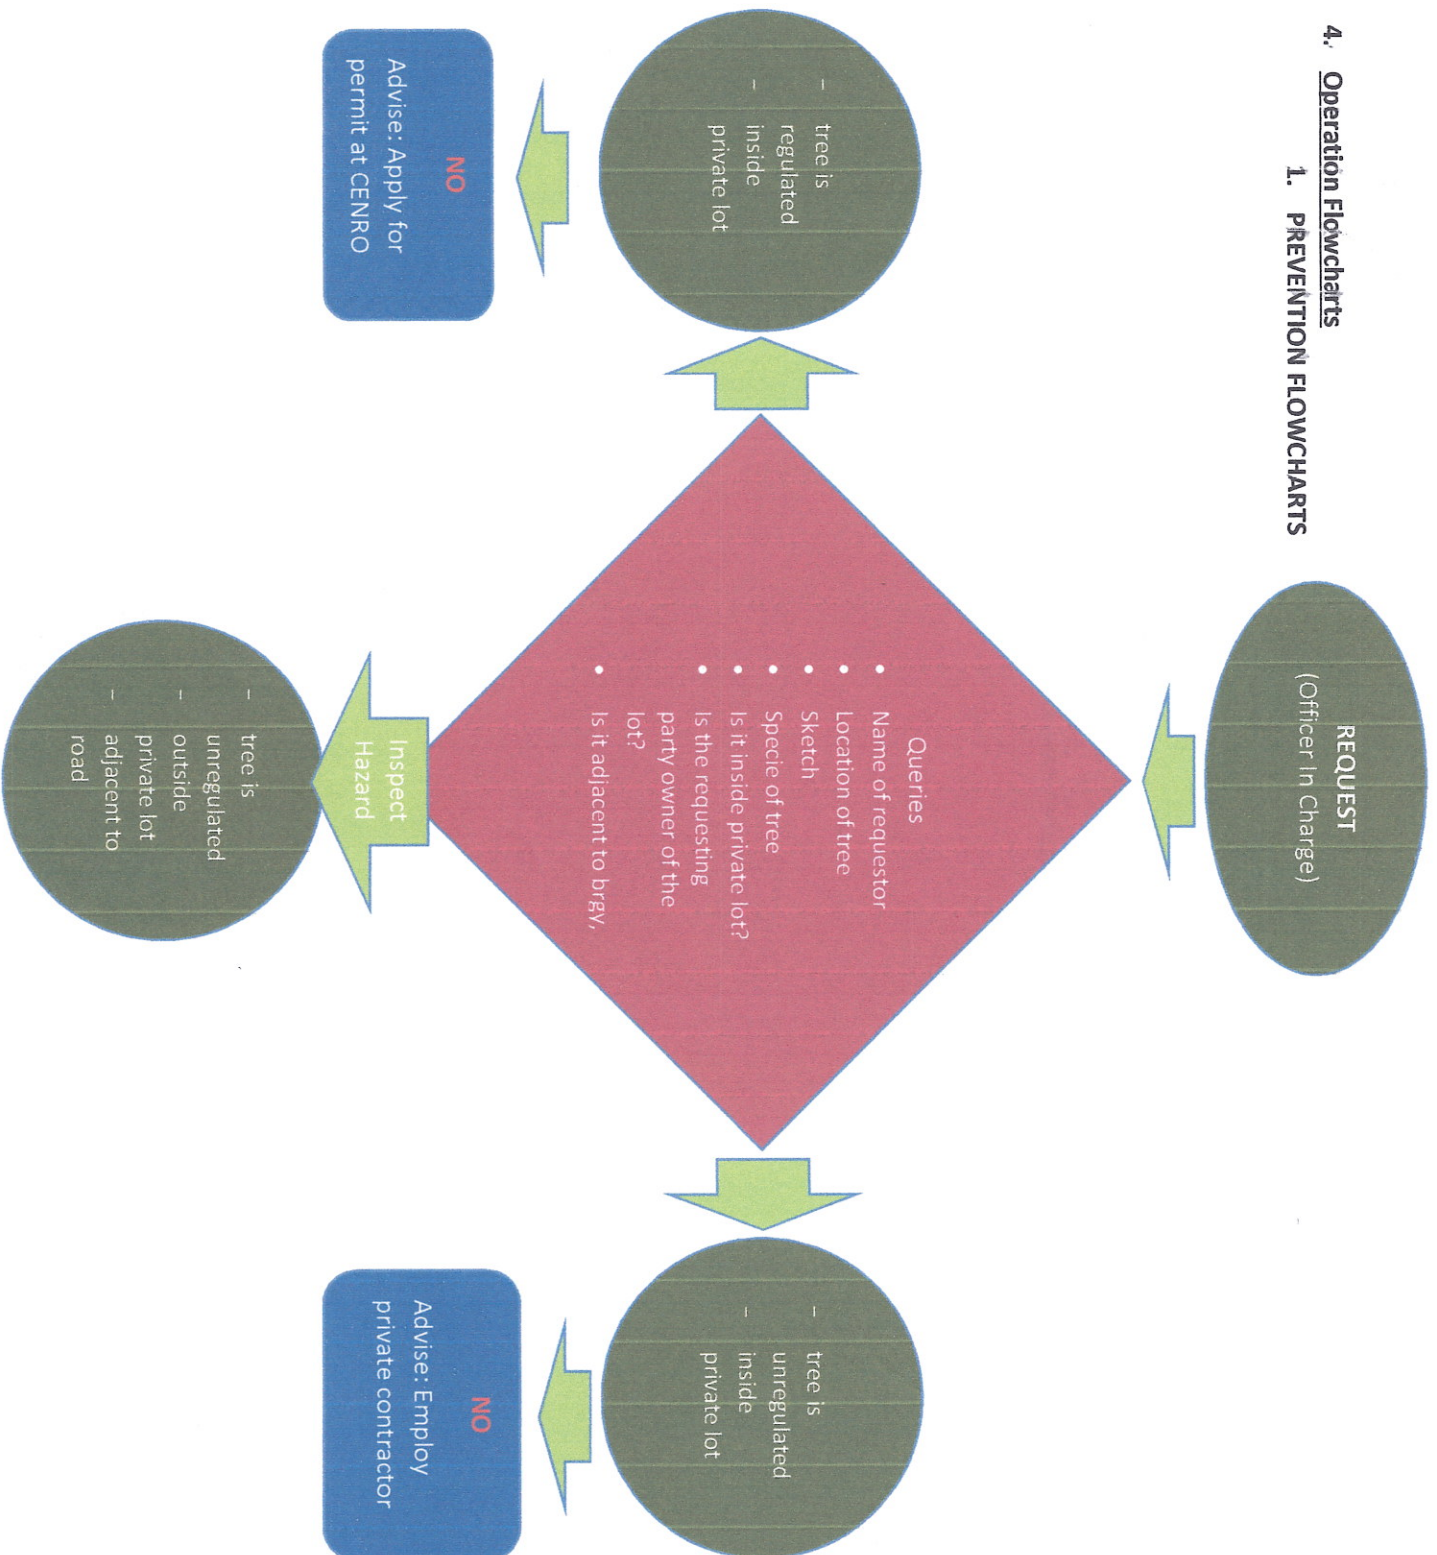 4. Operation Flowcharts
1. PREVENTION FLOWCHARTS
REQUEST
(Officer In Charge)
Queries
• Name of requestor
• Location of tree
• Sketch
• Specie of tree
• Is it inside private lot?
• Is the requesting
party owner of the
lot?
• Is it adjacent to brgy,
– tree is
regulated
– inside
private lot
NO
Advise: Apply for
permit at CENRO
Inspect
Hazard
– tree is
unregulated
– outside
private lot
– adjacent to
road
– tree is
unregulated
– inside
private lot
NO
Advise: Employ
private contractor